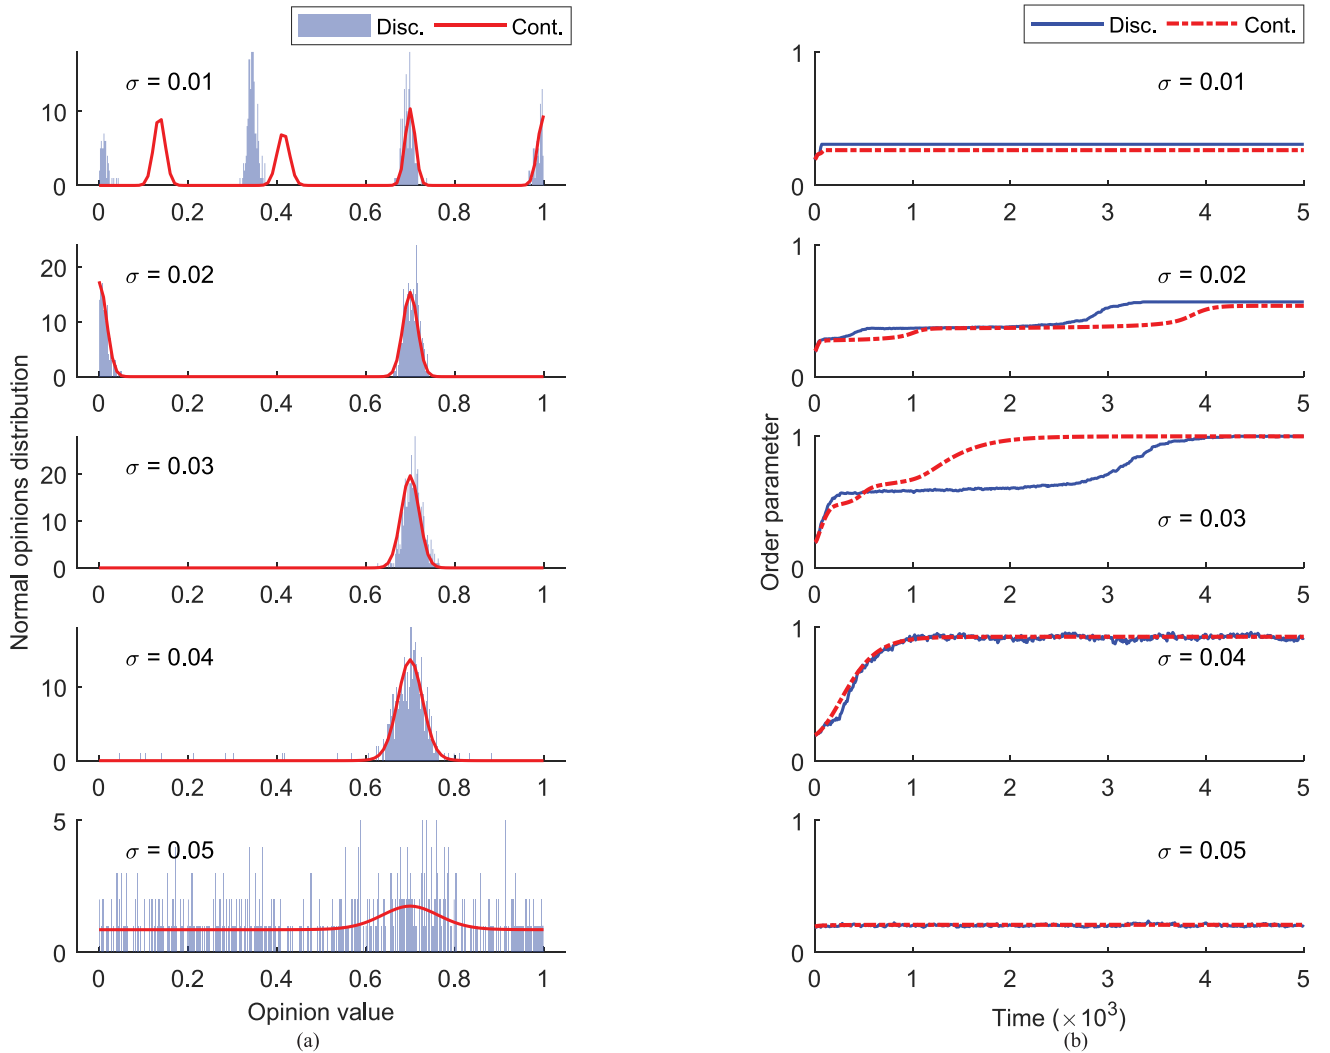 Disc. Cont.
σ = 0.01
10
0
0 0.2 0.4 0.6 0.8 1
σ = 0.02
20
10
0
0 0.2 0.4 0.6 0.8 1
σ = 0.03
20
10
0
0 0.2 0.4 0.6 0.8 1
σ = 0.04
10
0
0 0.2 0.4 0.6 0.8 1
5
σ = 0.05
0
0 0.2 0.4 0.6 0.8 1
Normal opinions distribution
Opinion value
(a)
Disc. Cont.
1
σ = 0.01
0
0 1 2 3 4 5
1
σ = 0.02
0
0 1 2 3 4 5
1
σ = 0.03
0
0 1 2 3 4 5
1
σ = 0.04
0
0 1 2 3 4 5
1
σ = 0.05
0
0 1 2 3 4 5
Order parameter
Time (×10³)
(b)